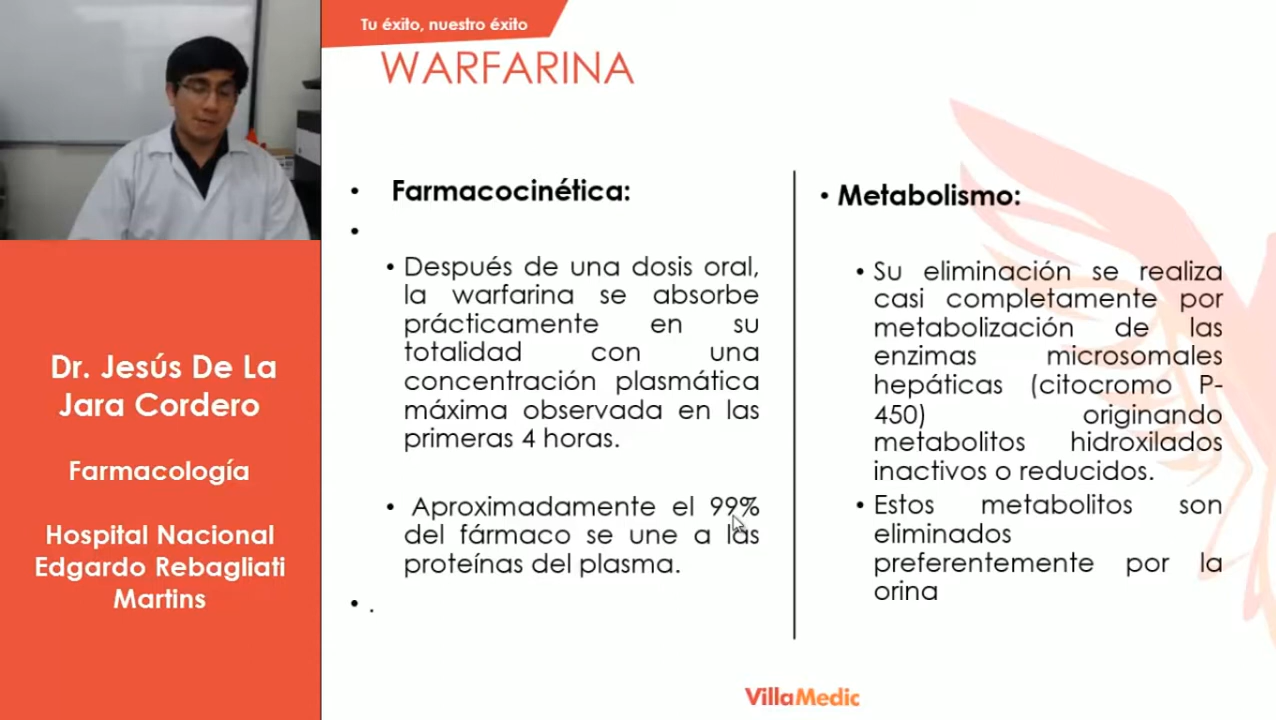 Tu éxito, nuestro éxito
WARFARINA
Dr. Jesús De La
Jara Cordero
Farmacología
Hospital Nacional
Edgardo Rebagliati
Martins
• Farmacocinética:
•
• Después de una dosis oral,
la warfarina se absorbe
prácticamente en su
totalidad con una
concentración plasmática
máxima observada en las
primeras 4 horas.
• Aproximadamente el 99%
del fármaco se une a las
proteínas del plasma.
• .
• Metabolismo:
• Su eliminación se realiza
casi completamente por
metabolización de las
enzimas microsomales
hepáticas (citocromo P-
450) originando
metabolitos hidroxilados
inactivos o reducidos.
• Estos metabolitos son
eliminados
preferentemente por la
orina
VillaMedic